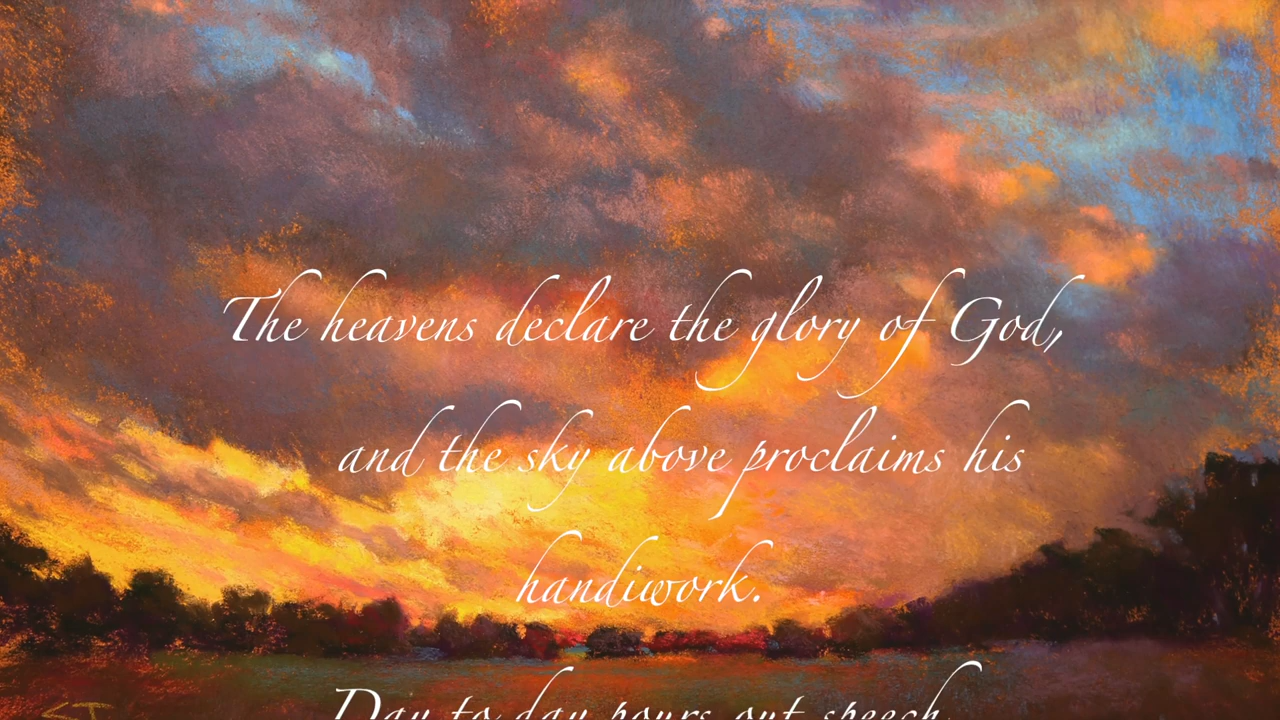 The heavens declare the glory of God,
and the sky above proclaims his
handiwork.
Day to day pours out speech